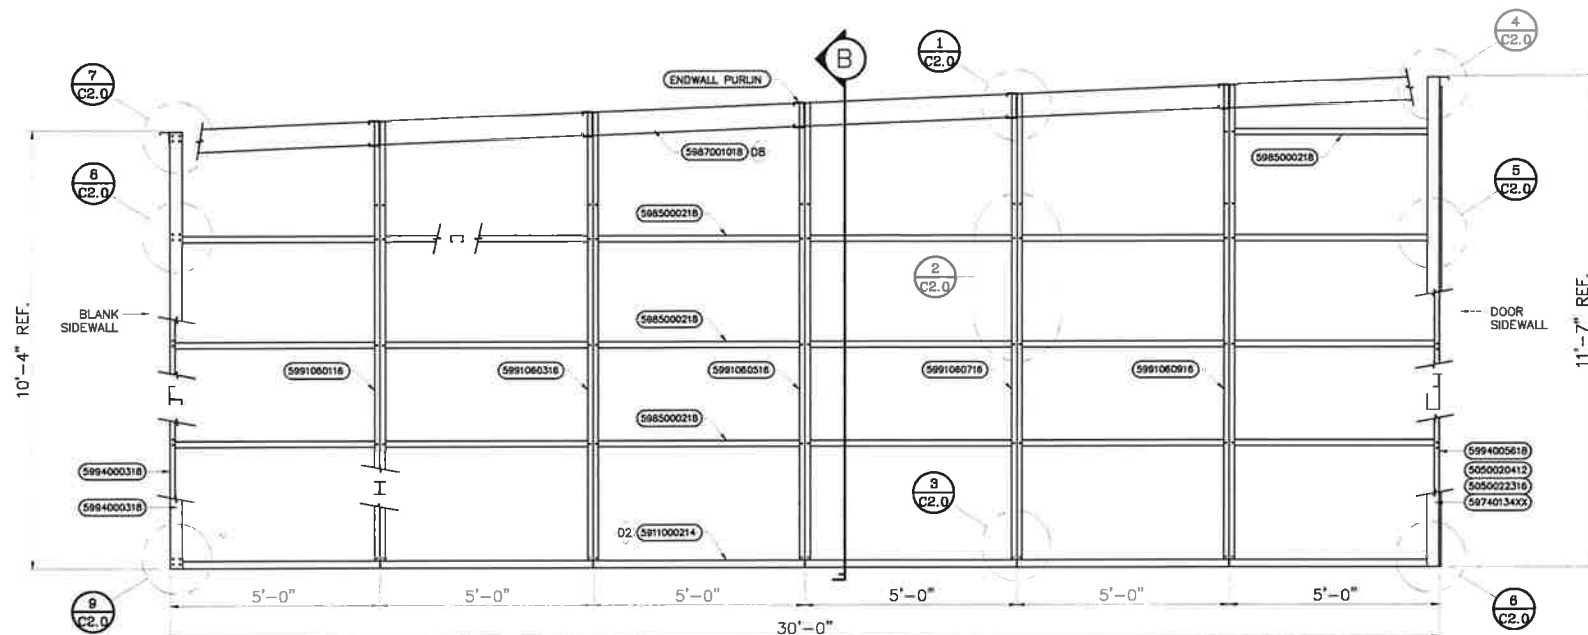 1
C2.0
4
C2.0
B
7
C2.0
ENDWALL PURLIN
5987001018 DB
5985000218
8
C2.0
5
C2.0
5985000218
2
C2.0
10'-4" REF.
11'-7" REF.
BLANK
SIDEWALL
DOOR
SIDEWALL
5985000218
5991060116
5991060316
5991060516
5991060716
5991060916
5985000218
5994000318
5994005618
5050020412
5050022316
59740134XX
5994000318
3
C2.0
02 5911000214
9
C2.0
6
C2.0
5'-0"
5'-0"
5'-0"
5'-0"
5'-0"
5'-0"
30'-0"